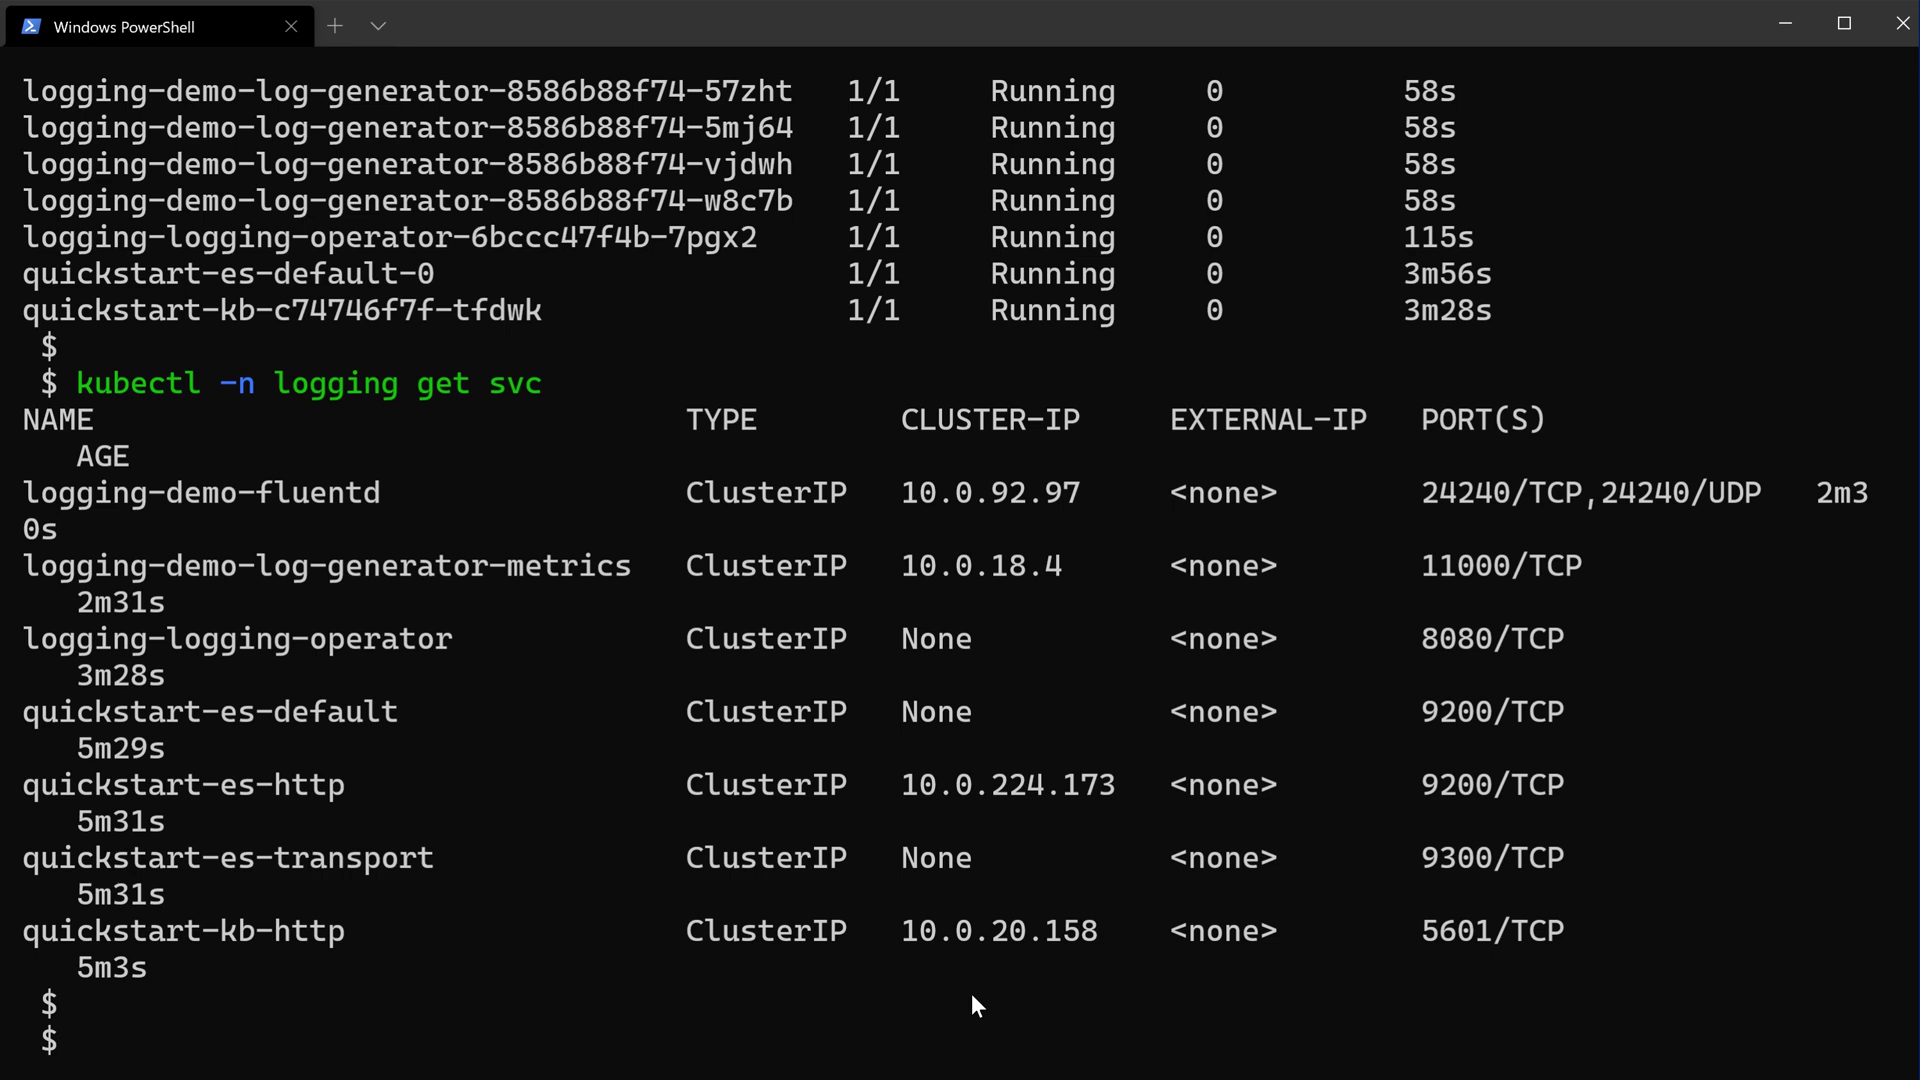 Windows PowerShell
logging-demo-log-generator-8586b88f74-57zht   1/1     Running     0          58s
logging-demo-log-generator-8586b88f74-5mj64   1/1     Running     0          58s
logging-demo-log-generator-8586b88f74-vjdwh   1/1     Running     0          58s
logging-demo-log-generator-8586b88f74-w8c7b   1/1     Running     0          58s
logging-logging-operator-6bccc47f4b-7pgx2     1/1     Running     0          115s
quickstart-es-default-0                       1/1     Running     0          3m56s
quickstart-kb-c74746f7f-tfdwk                 1/1     Running     0          3m28s
$
$ kubectl -n logging get svc
NAME                                 TYPE        CLUSTER-IP     EXTERNAL-IP   PORT(S)
AGE
logging-demo-fluentd                 ClusterIP   10.0.92.97     <none>        24240/TCP,24240/UDP   2m3
0s
logging-demo-log-generator-metrics   ClusterIP   10.0.18.4      <none>        11000/TCP
2m31s
logging-logging-operator             ClusterIP   None           <none>        8080/TCP
3m28s
quickstart-es-default                ClusterIP   None           <none>        9200/TCP
5m29s
quickstart-es-http                   ClusterIP   10.0.224.173   <none>        9200/TCP
5m31s
quickstart-es-transport              ClusterIP   None           <none>        9300/TCP
5m31s
quickstart-kb-http                   ClusterIP   10.0.20.158    <none>        5601/TCP
5m3s
$
$